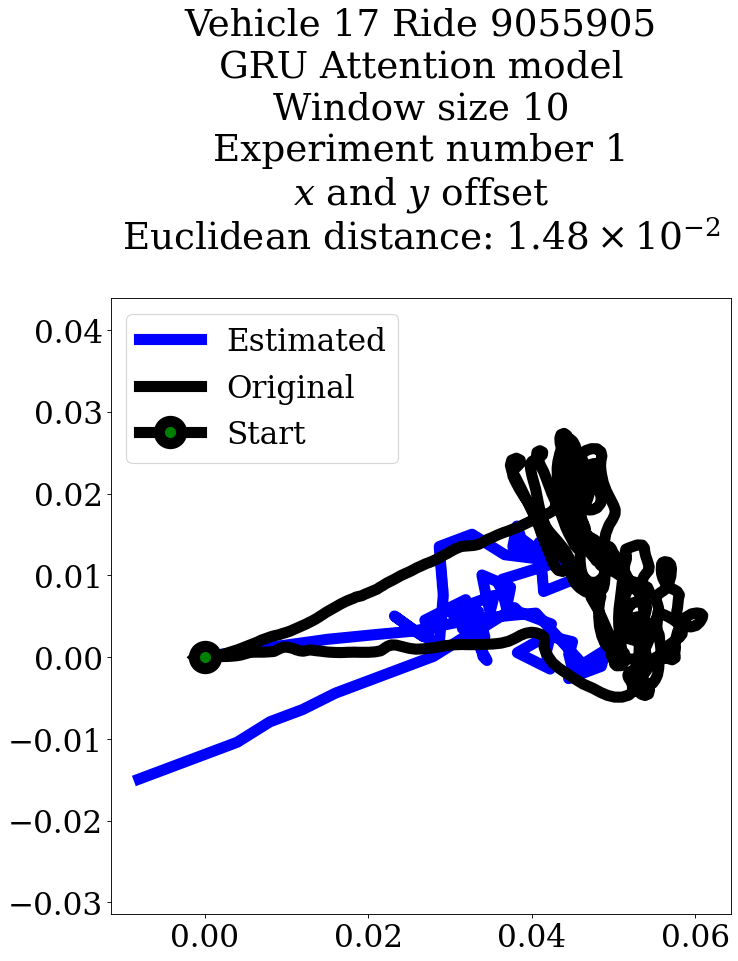 Vehicle 17 Ride 9055905
GRU Attention model
Window size 10
Experiment number 1
x and y offset
Euclidean distance: 1.48 × 10⁻²
Estimated
Original
Start
0.04
0.03
0.02
0.01
0.00
−0.01
−0.02
−0.03
0.00 0.02 0.04 0.06